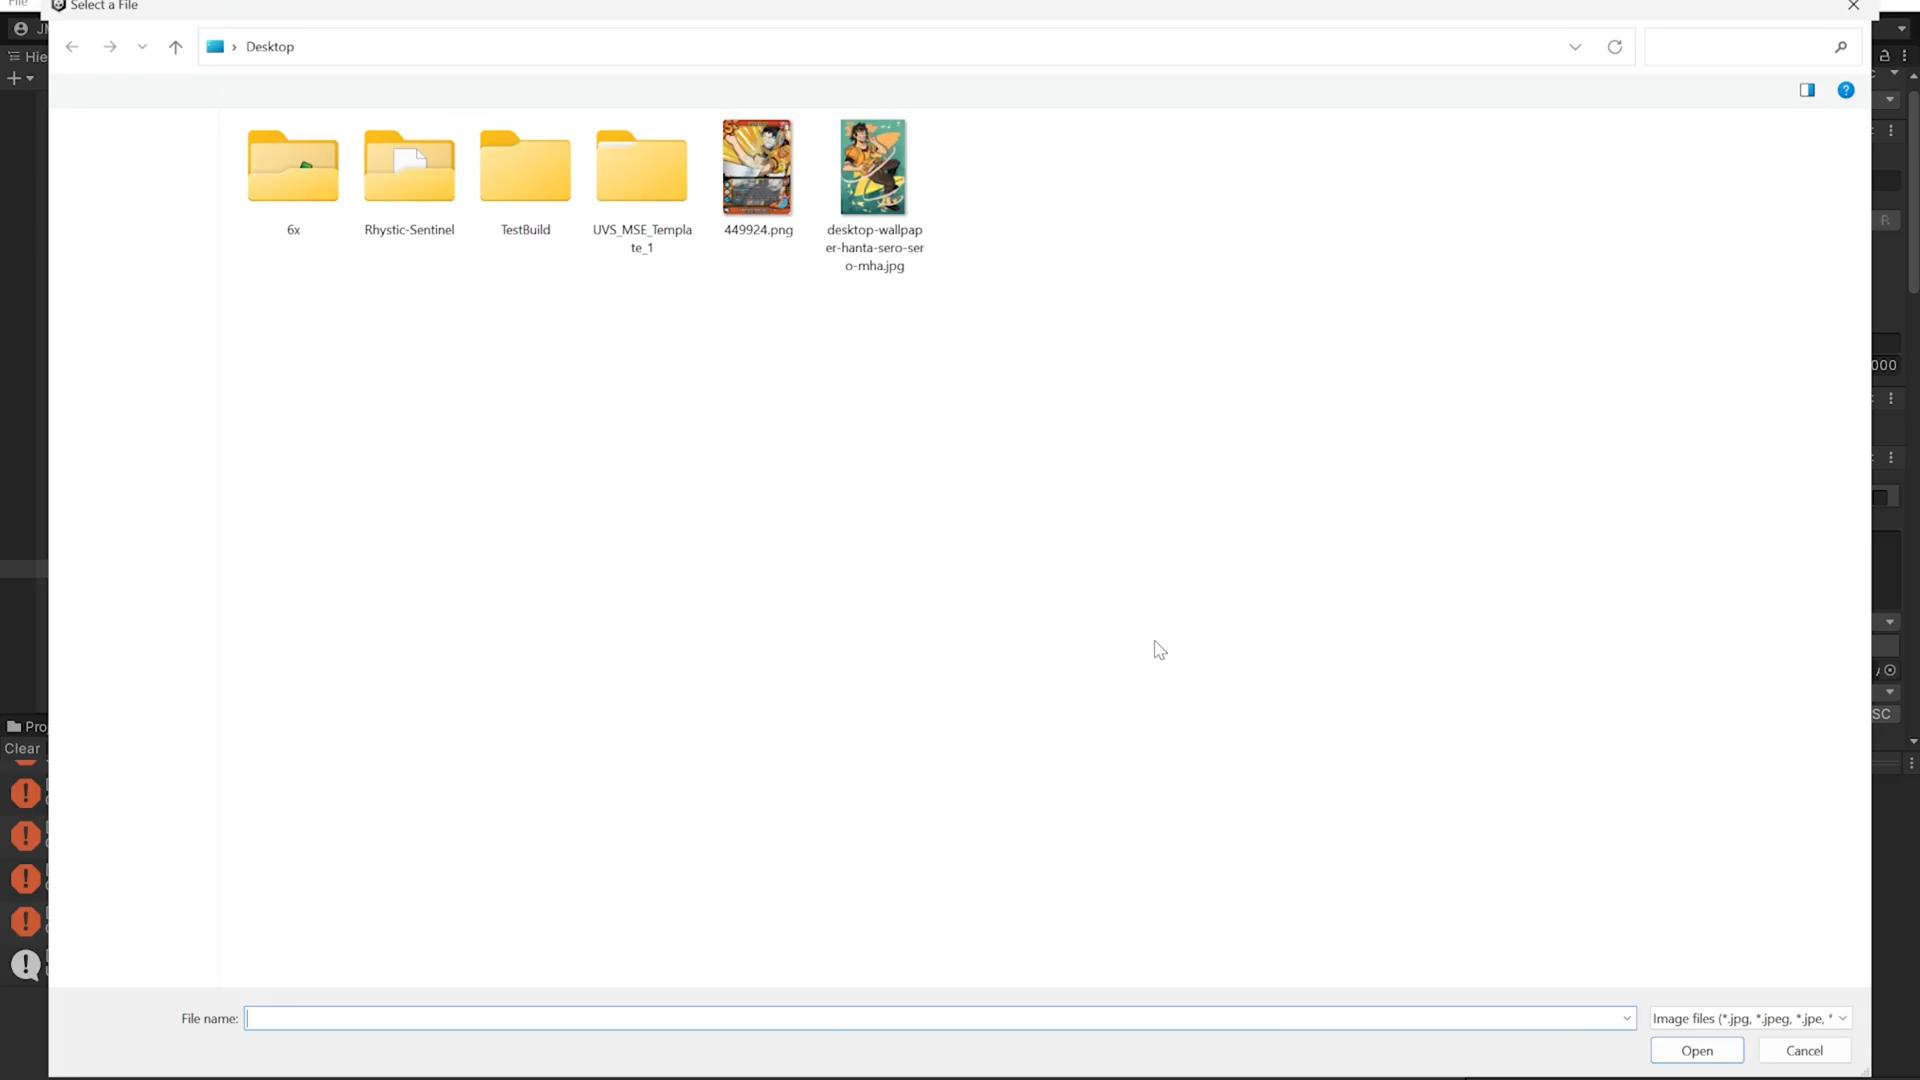 File
Select a File
Desktop
Hie
6x
Rhystic-Sentinel
TestBuild
UVS_MSE_Templa
te_1
449924.png
desktop-wallpap
er-hanta-sero-ser
o-mha.jpg
R
000
SC
Pro
Clear
File name:
Image files (*.jpg, *.jpeg, *.jpe, *
Open
Cancel